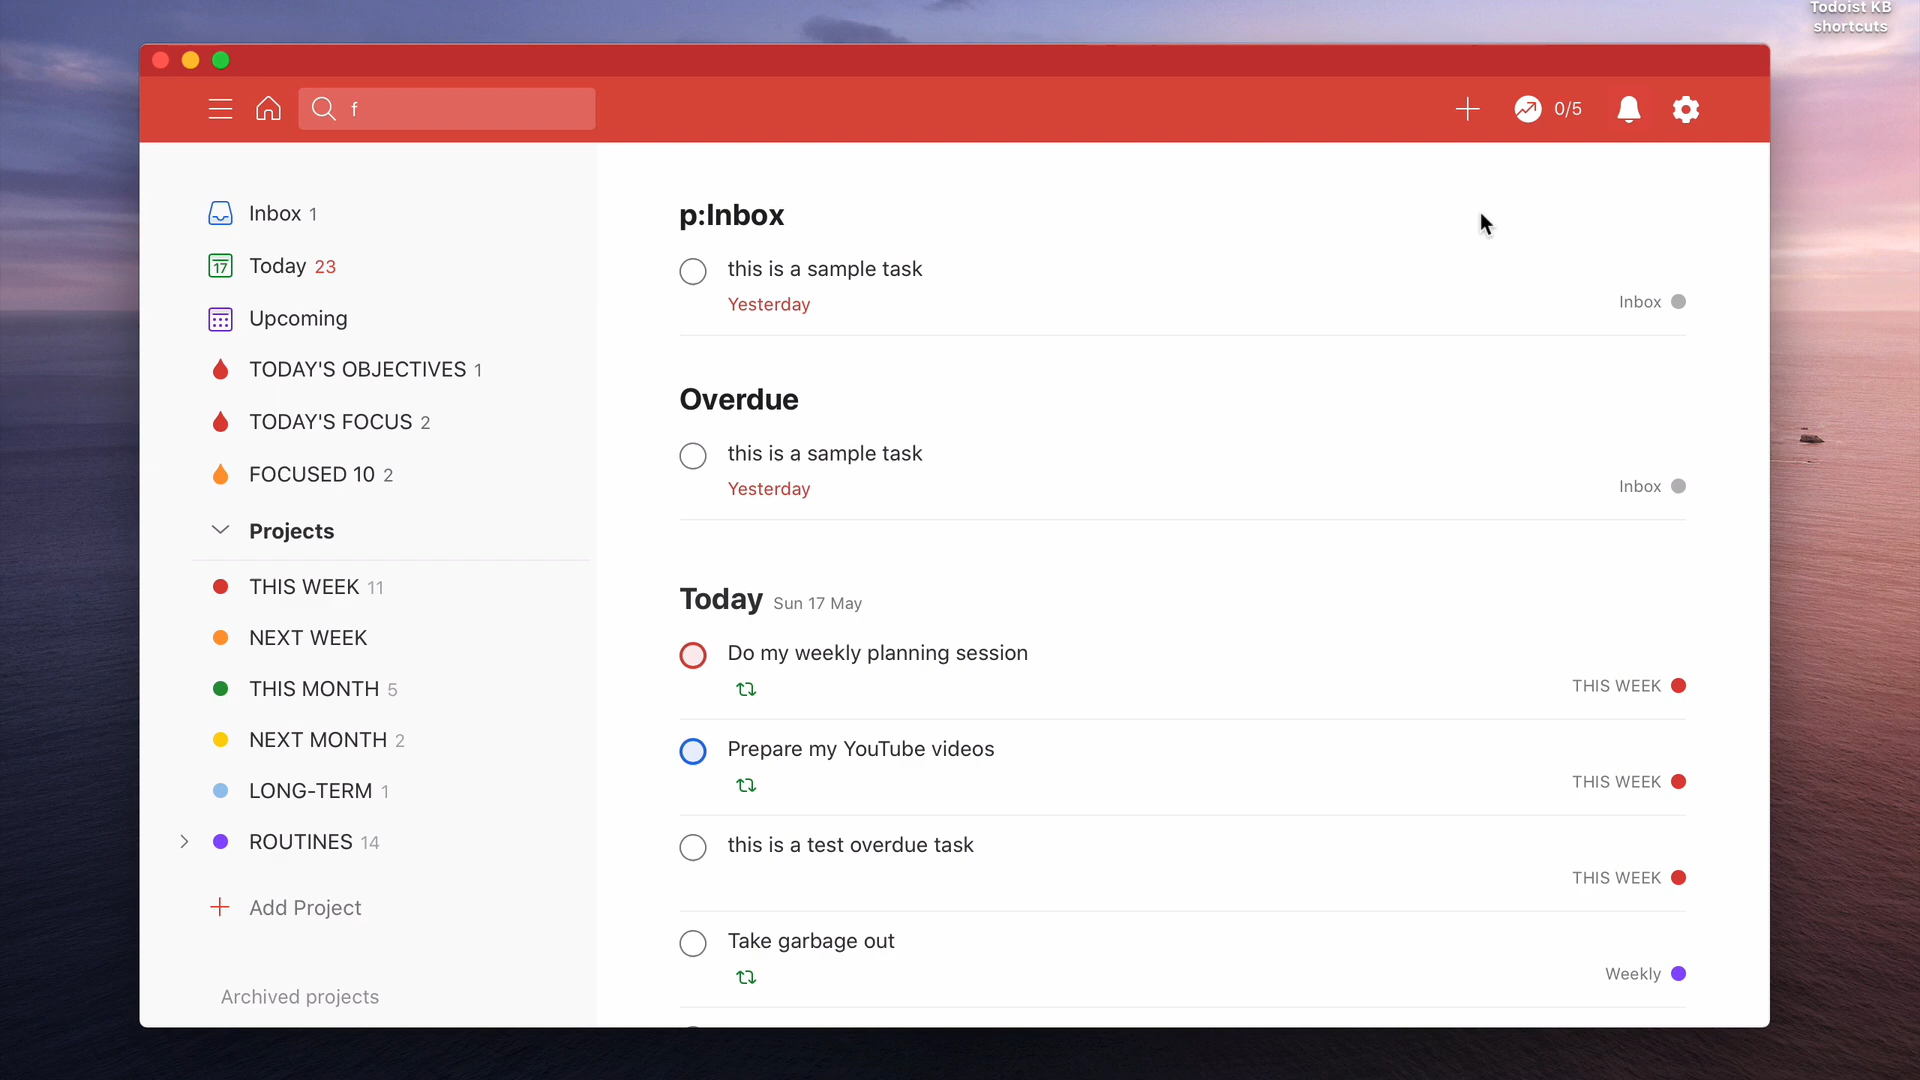 Todoist KB
shortcuts
f
0/5
Inbox 1
17 Today 23
Upcoming
TODAY'S OBJECTIVES 1
TODAY'S FOCUS 2
FOCUSED 10 2
Projects
THIS WEEK 11
NEXT WEEK
THIS MONTH 5
NEXT MONTH 2
LONG-TERM 1
ROUTINES 14
Add Project
Archived projects
p:Inbox
this is a sample task
Yesterday
Inbox
Overdue
this is a sample task
Yesterday
Inbox
Today Sun 17 May
Do my weekly planning session
THIS WEEK
Prepare my YouTube videos
THIS WEEK
this is a test overdue task
THIS WEEK
Take garbage out
Weekly